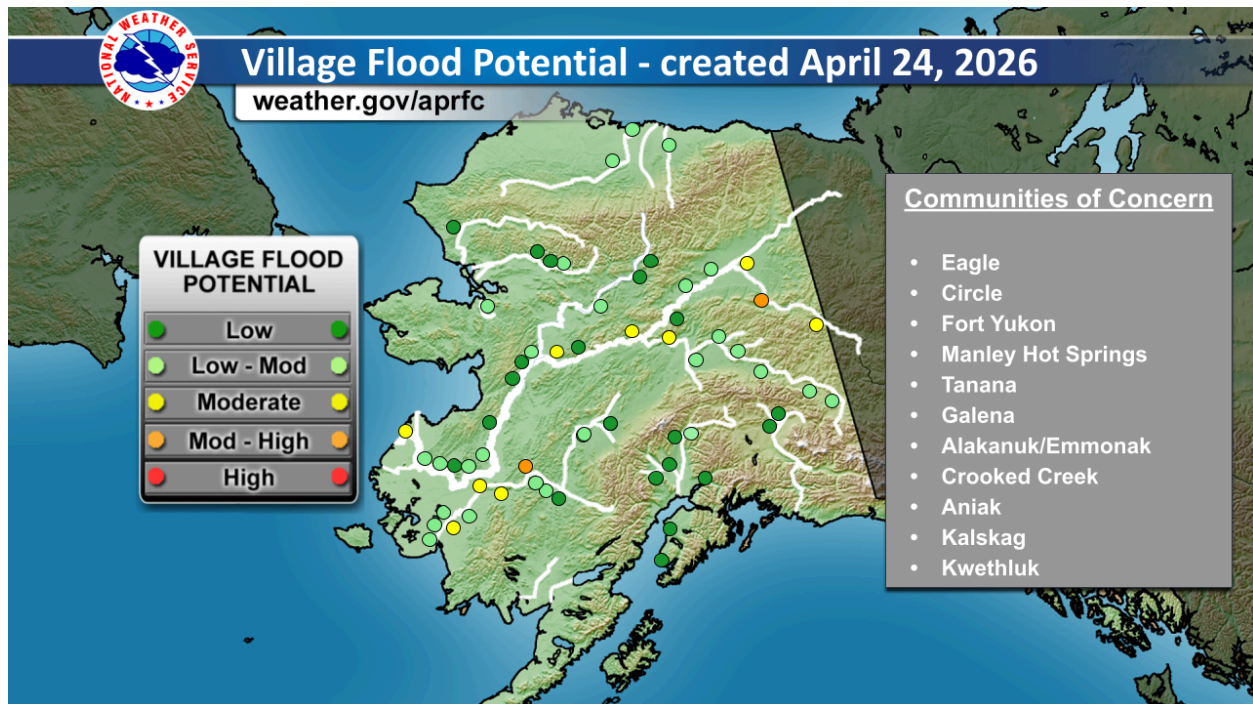 NATIONAL WEATHER SERVICE
Village Flood Potential - created April 24, 2026
weather.gov/aprfc
VILLAGE FLOOD
POTENTIAL
Low
Low - Mod
Moderate
Mod - High
High
Communities of Concern
• Eagle
• Circle
• Fort Yukon
• Manley Hot Springs
• Tanana
• Galena
• Alakanuk/Emmonak
• Crooked Creek
• Aniak
• Kalskag
• Kwethluk